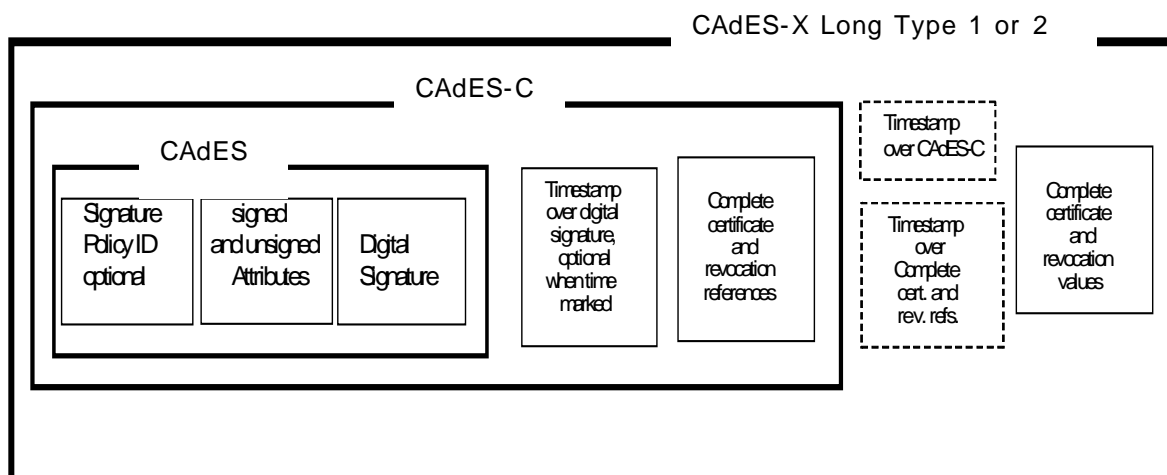 CAdES-X Long Type 1 or 2
CAdES-C
CAdES
Signature
Policy ID
optional
signed
and unsigned
Attributes
Digital
Signature
Timestamp
over digital
signature,
optional
when time
marked
Complete
certificate
and
revocation
references
Timestamp
over CAdES-C
Timestamp
over
Complete
cert. and
rev. refs.
Complete
certificate
and
revocation
values